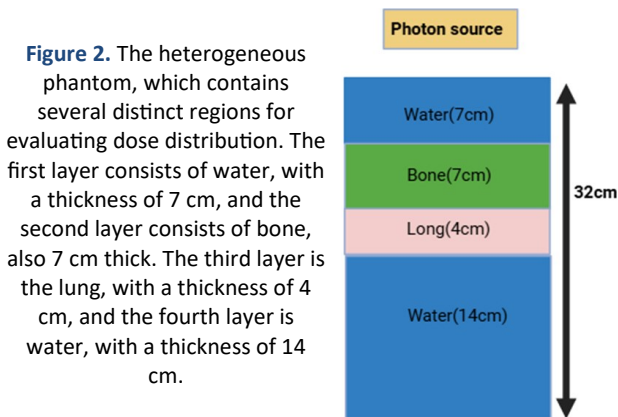 Figure 2. The heterogeneous
phantom, which contains
several distinct regions for
evaluating dose distribution. The
first layer consists of water, with
a thickness of 7 cm, and the
second layer consists of bone,
also 7 cm thick. The third layer is
the lung, with a thickness of 4
cm, and the fourth layer is
water, with a thickness of 14
cm.
Photon source
Water(7cm)
Bone(7cm)
Long(4cm)
Water(14cm)
32cm